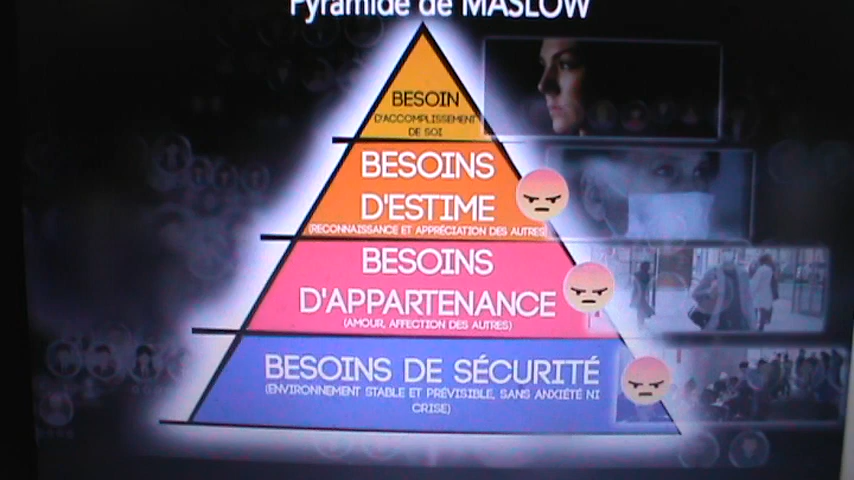 Pyramide de MASLOW
BESOIN
D'ACCOMPLISSEMENT
DE SOI
BESOINS
D'ESTIME
(RECONNAISSANCE ET APPRÉCIATION DES AUTRES)
BESOINS
D'APPARTENANCE
(AMOUR, AFFECTION DES AUTRES)
BESOINS DE SÉCURITÉ
(ENVIRONNEMENT STABLE ET PRÉVISIBLE, SANS ANXIÉTÉ NI
CRISE)